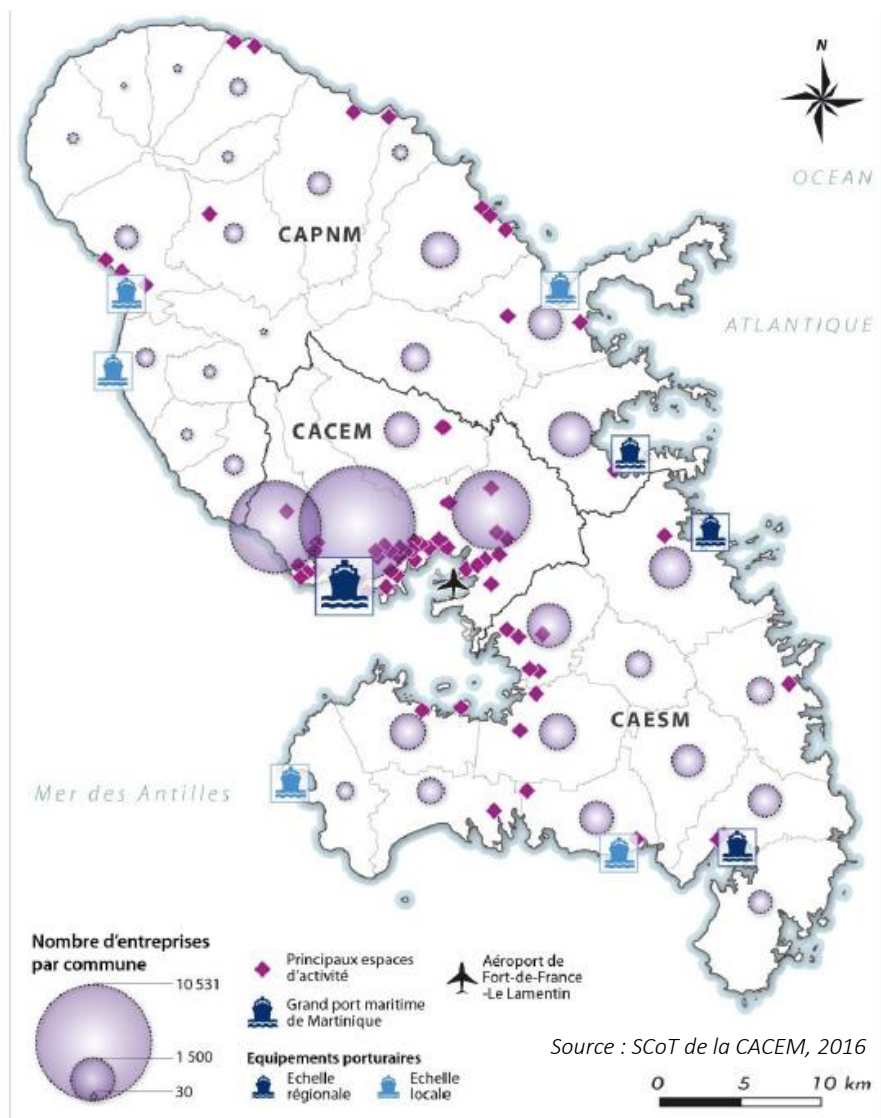 N
OCEAN
ATLANTIQUE
CAPNM
CACEM
CAESM
Mer des Antilles
Nombre d'entreprises
par commune
10 531
1 500
30
Principaux espaces
d'activité
Grand port maritime
de Martinique
Equipements porturaires
Echelle
régionale
Echelle
locale
Aéroport de
Fort-de-France
-Le Lamentin
Source : SCoT de la CACEM, 2016
0 5 10 km